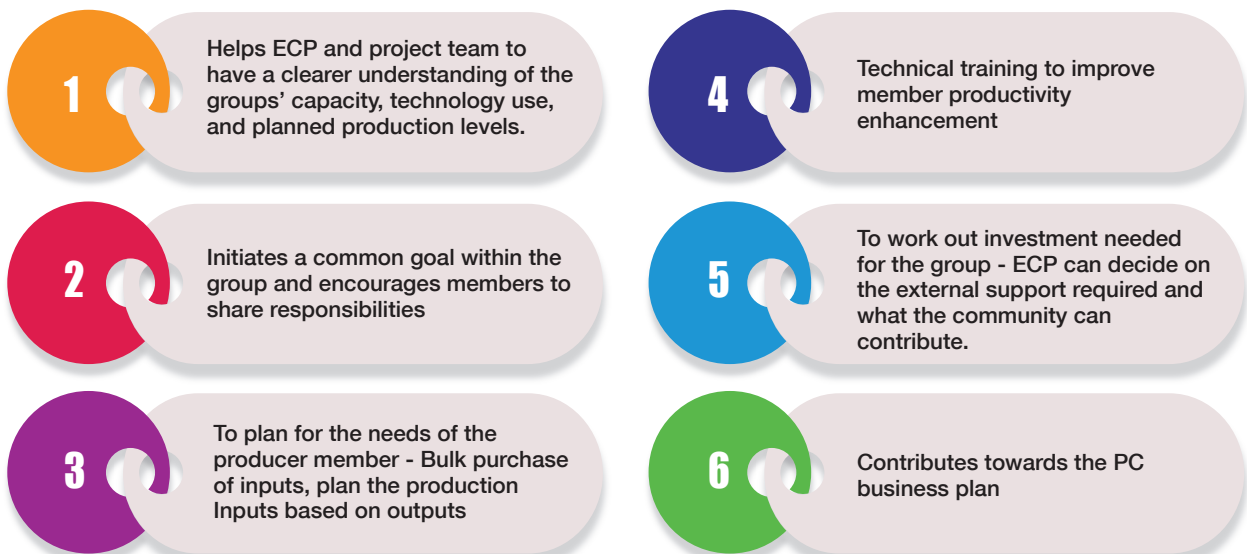 1
Helps ECP and project team to
have a clearer understanding of the
groups’ capacity, technology use,
and planned production levels.
2
Initiates a common goal within the
group and encourages members to
share responsibilities
3
To plan for the needs of the
producer member - Bulk purchase
of inputs, plan the production
Inputs based on outputs
4
Technical training to improve
member productivity
enhancement
5
To work out investment needed
for the group - ECP can decide on
the external support required and
what the community can
contribute.
6
Contributes towards the PC
business plan